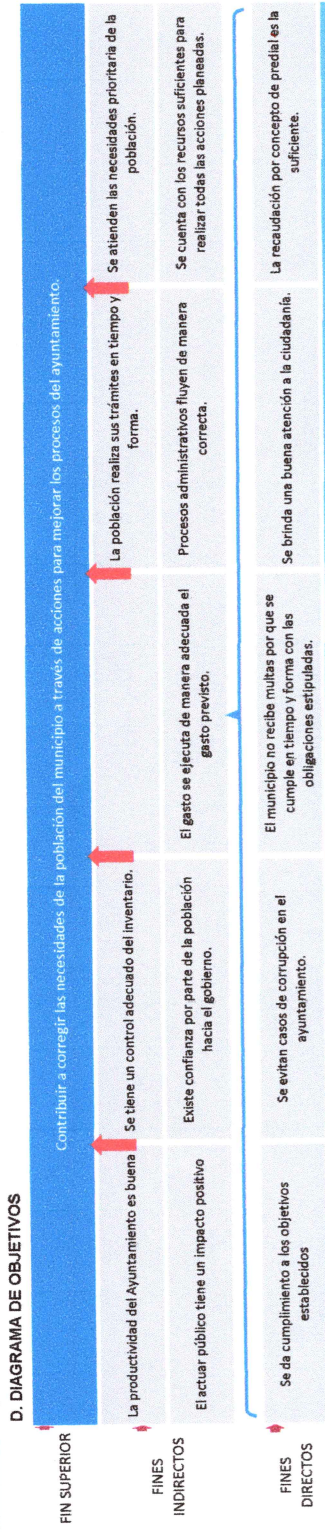 D. DIAGRAMA DE OBJETIVOS
FIN SUPERIOR
Contribuir a corregir las necesidades de la población del municipio a través de acciones para mejorar los procesos del ayuntamiento.
FINES
INDIRECTOS
La productividad del Ayuntamiento es buena
Se tiene un control adecuado del inventario.
La población realiza sus trámites en tiempo y
forma.
Se atienden las necesidades prioritaria de la
población.
El actuar público tiene un impacto positivo
Existe confianza por parte de la población
hacia el gobierno.
El gasto se ejecuta de manera adecuada el
gasto previsto.
Procesos administrativos fluyen de manera
correcta.
Se cuenta con los recursos suficientes para
realizar todas las acciones planeadas.
FINES
DIRECTOS
Se da cumplimiento a los objetivos
establecidos
Se evitan casos de corrupción en el
ayuntamiento.
El municipio no recibe multas por que se
cumple en tiempo y forma con las
obligaciones estipuladas.
Se brinda una buena atención a la ciudadanía.
La recaudación por concepto de predial es la
suficiente.